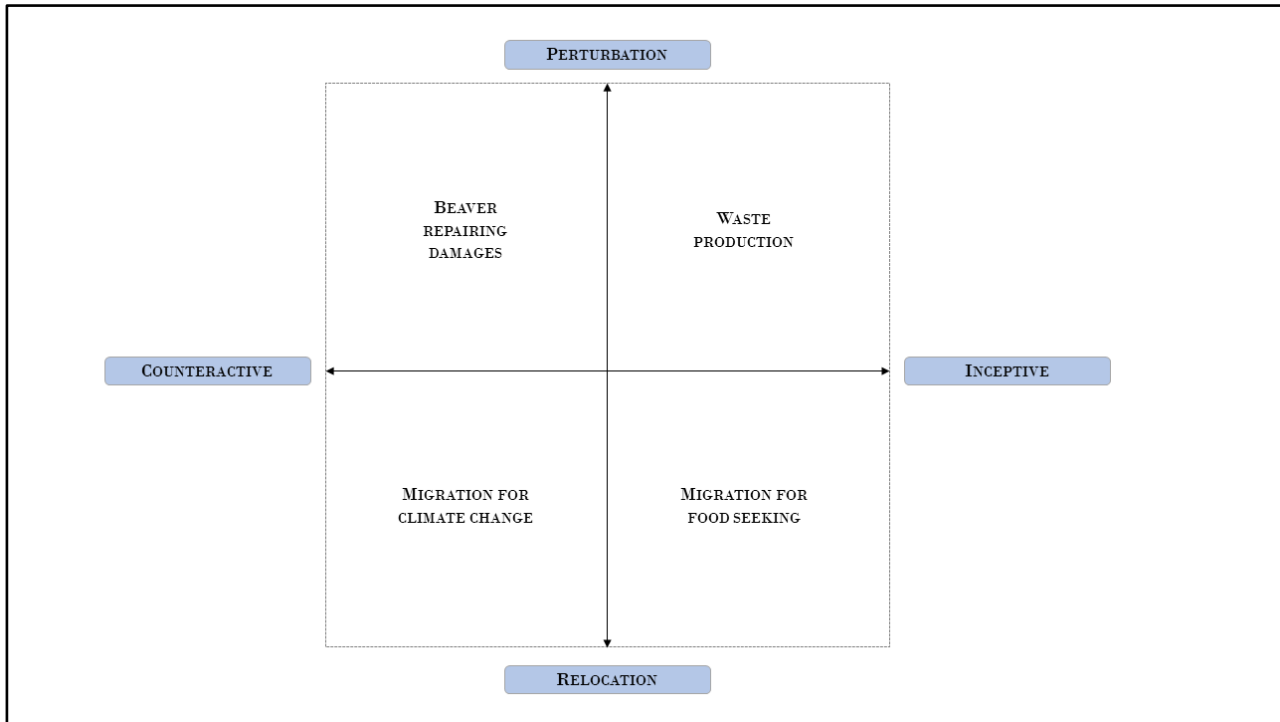 PERTURBATION
BEAVER
REPAIRING
DAMAGES
WASTE
PRODUCTION
COUNTERACTIVE
INCEPTIVE
MIGRATION FOR
CLIMATE CHANGE
MIGRATION FOR
FOOD SEEKING
RELOCATION